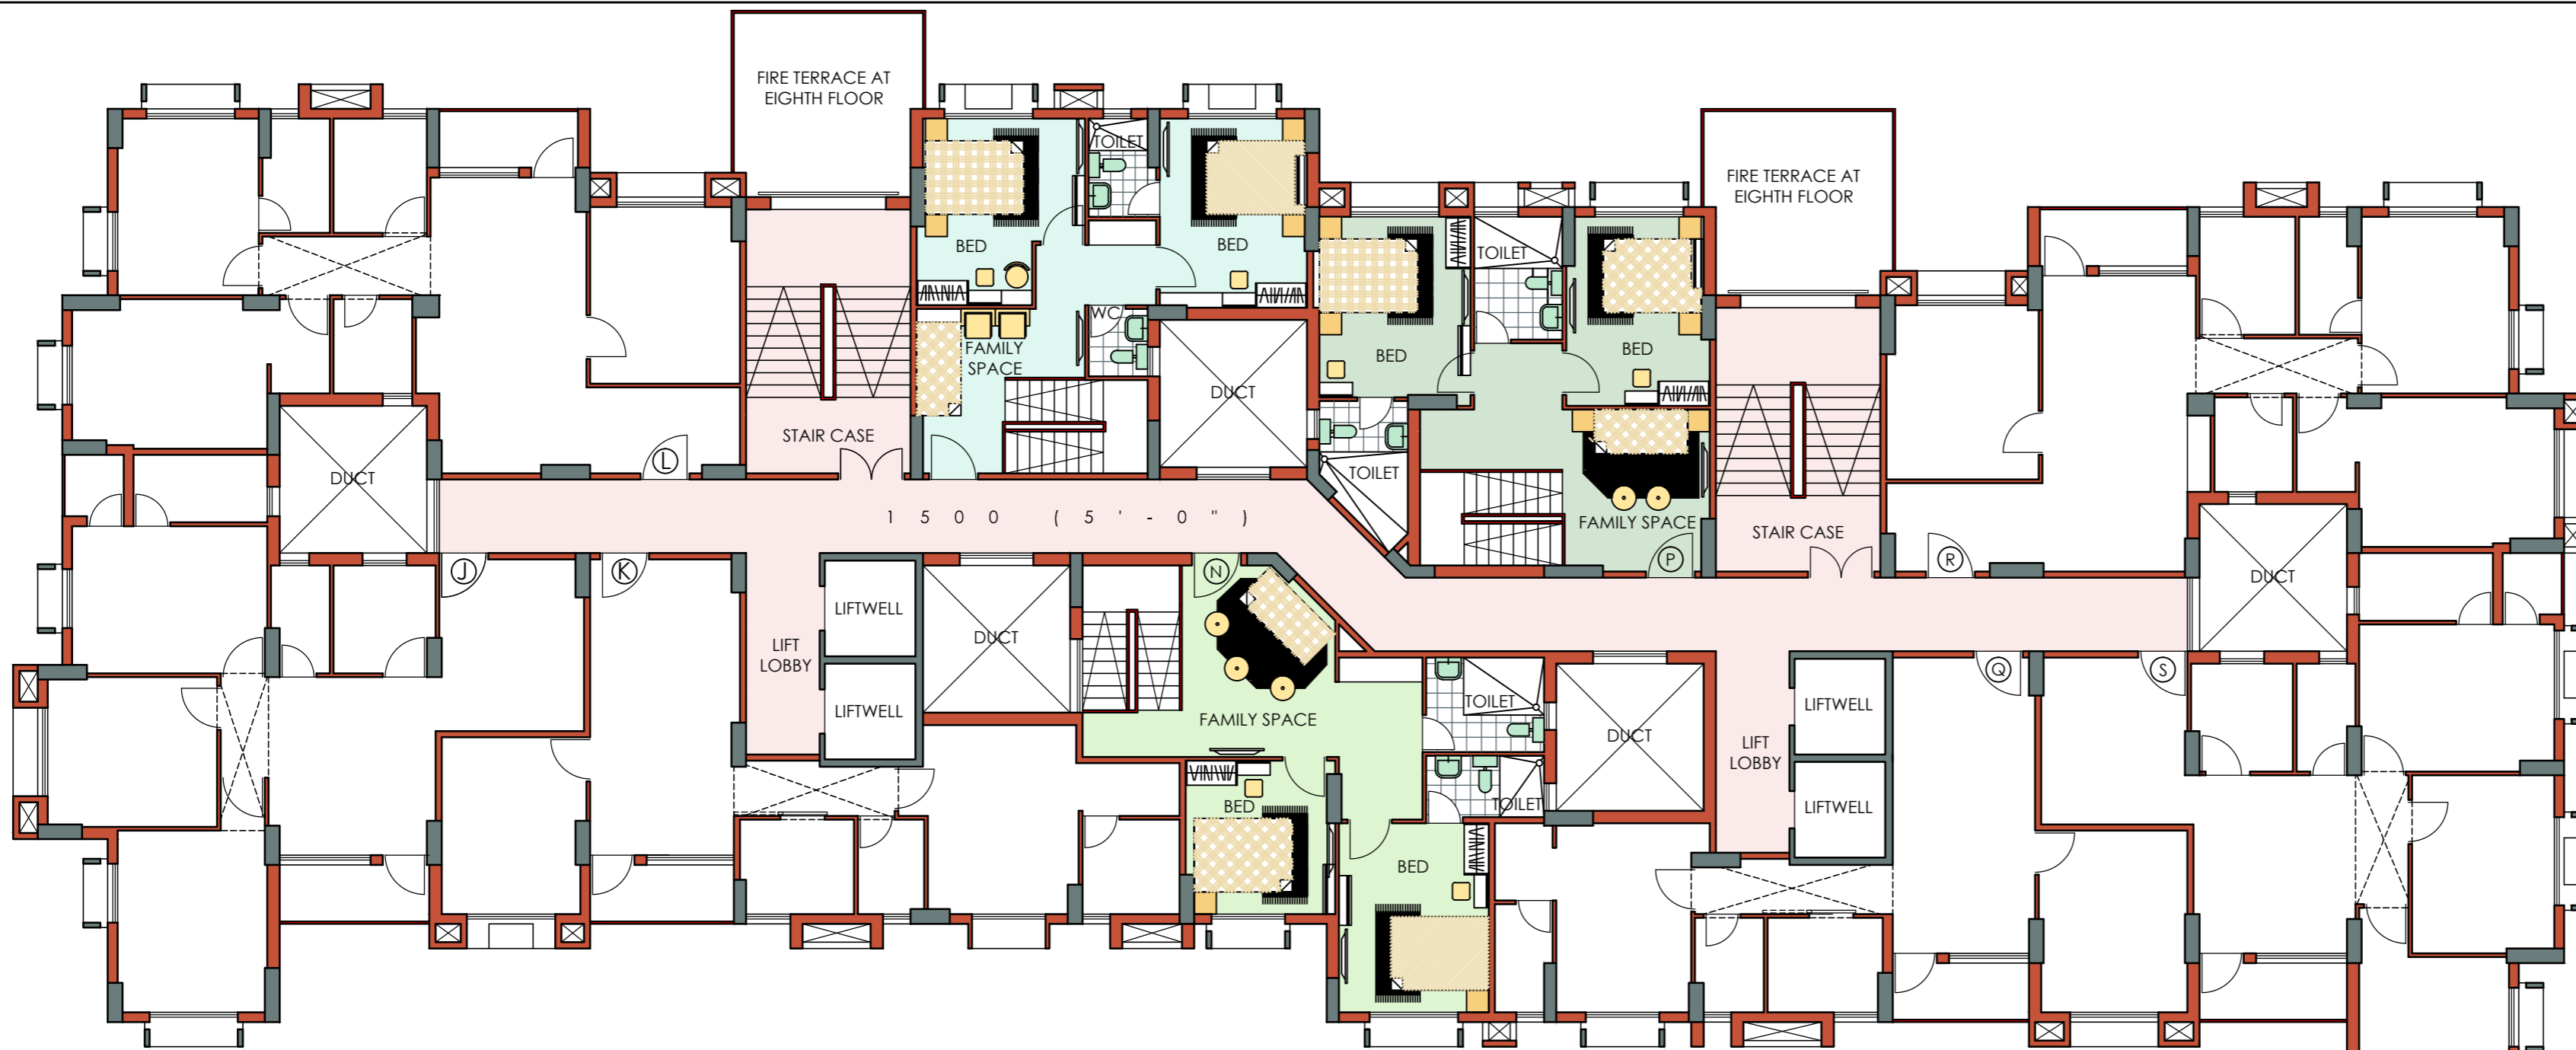 FIRE TERRACE AT
EIGHTH FLOOR
FIRE TERRACE AT
EIGHTH FLOOR
TOILET
BED
BED
TOILET
WC
FAMILY
SPACE
BED
BED
DUCT
STAIR CASE
L
DUCT
TOILET
1500 (5'-0")
FAMILY SPACE
STAIR CASE
J
K
N
P
R
DUCT
LIFTWELL
DUCT
LIFT
LOBBY
LIFTWELL
FAMILY SPACE
TOILET
Q
S
LIFTWELL
DUCT
LIFT
LOBBY
BED
TOILET
LIFTWELL
BED